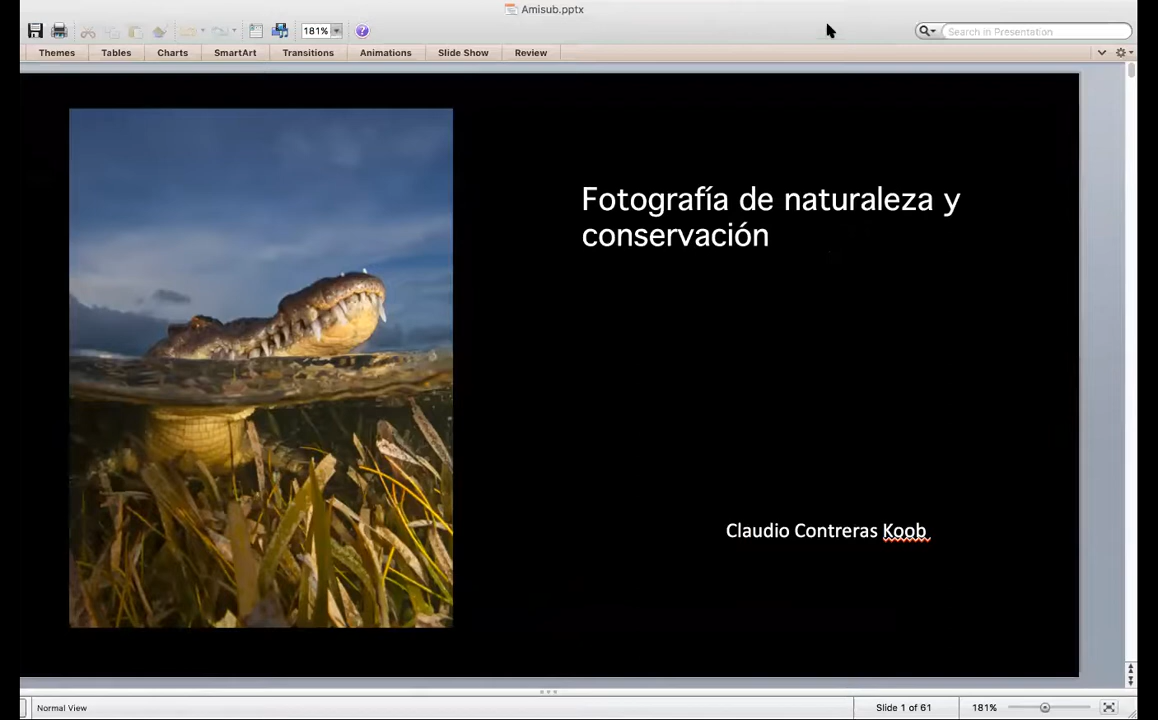 Amisub.pptx
181%
Search in Presentation
Themes
Tables
Charts
SmartArt
Transitions
Animations
Slide Show
Review
Fotografía de naturaleza y
conservación
Claudio Contreras Koob
Normal View
Slide 1 of 61
181%